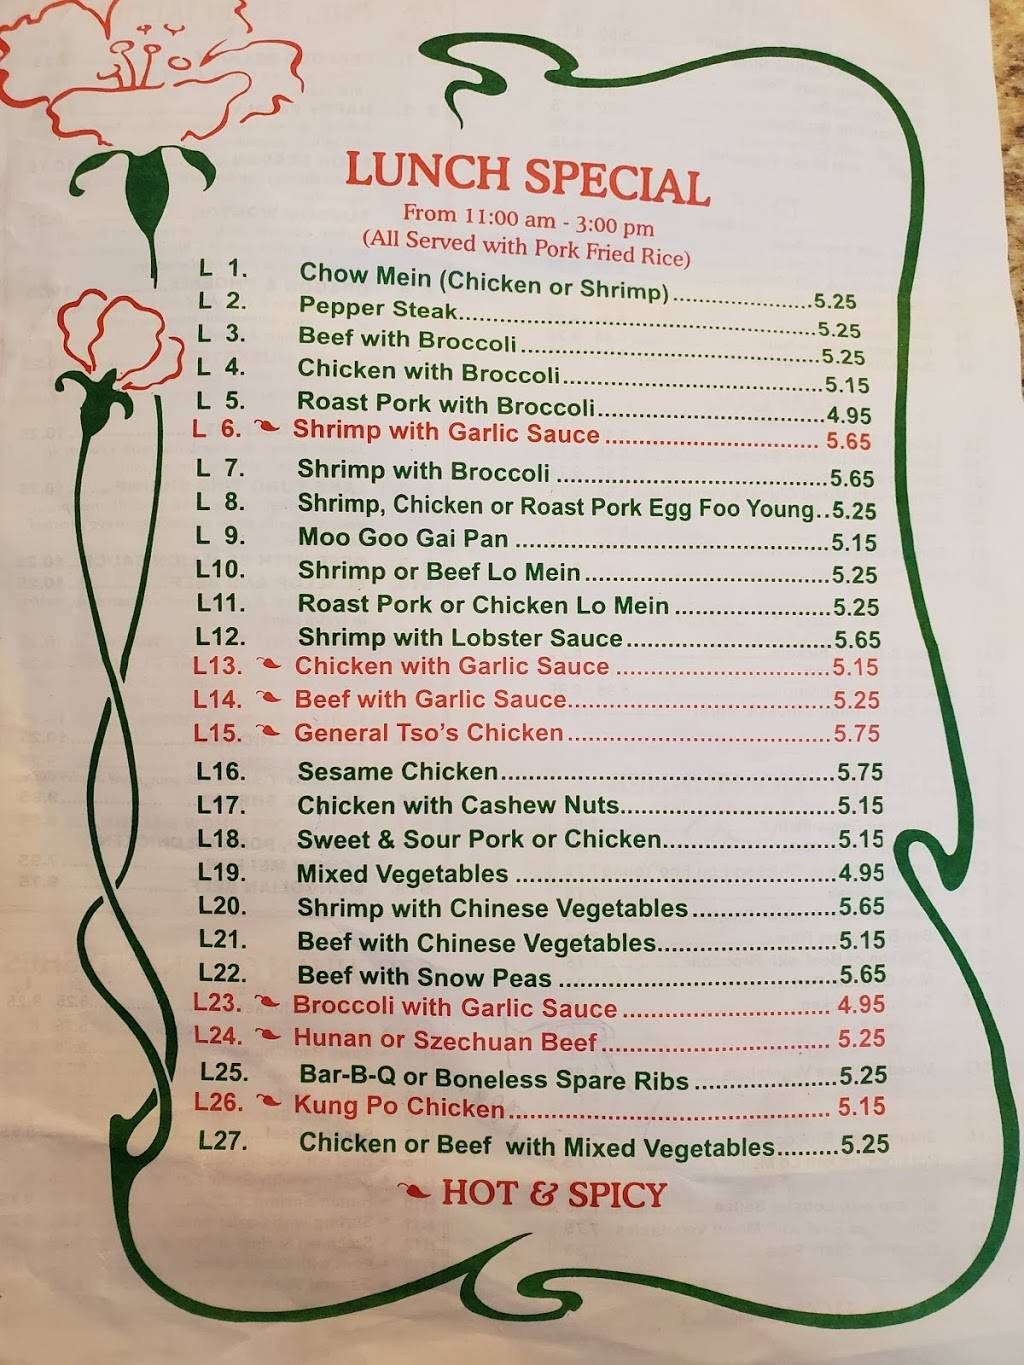 LUNCH SPECIAL
From 11:00 am - 3:00 pm
(All Served with Pork Fried Rice)
L 1. Chow Mein (Chicken or Shrimp)....................5.25
L 2. Pepper Steak....................5.25
L 3. Beef with Broccoli....................5.25
L 4. Chicken with Broccoli....................5.15
L 5. Roast Pork with Broccoli....................4.95
L 6. Shrimp with Garlic Sauce.................... 5.65
L 7. Shrimp with Broccoli ....................5.65
L 8. Shrimp, Chicken or Roast Pork Egg Foo Young..5.25
L 9. Moo Goo Gai Pan ....................5.15
L10. Shrimp or Beef Lo Mein....................5.25
L11. Roast Pork or Chicken Lo Mein ....................5.25
L12. Shrimp with Lobster Sauce....................5.65
L13. Chicken with Garlic Sauce ....................5.15
L14. Beef with Garlic Sauce....................5.25
L15. General Tso's Chicken....................5.75
L16. Sesame Chicken....................5.75
L17. Chicken with Cashew Nuts....................5.15
L18. Sweet & Sour Pork or Chicken....................5.15
L19. Mixed Vegetables ....................4.95
L20. Shrimp with Chinese Vegetables....................5.65
L21. Beef with Chinese Vegetables....................5.15
L22. Beef with Snow Peas ....................5.65
L23. Broccoli with Garlic Sauce .................... 4.95
L24. Hunan or Szechuan Beef.................... 5.25
L25. Bar-B-Q or Boneless Spare Ribs ....................5.25
L26. Kung Po Chicken.................... 5.15
L27. Chicken or Beef with Mixed Vegetables.........5.25
HOT & SPICY